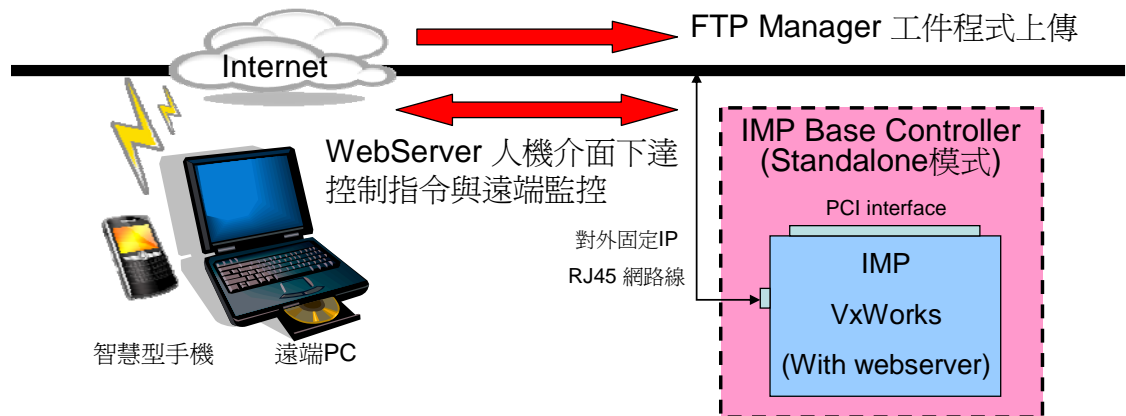 FTP Manager 工件程式上傳
Internet
WebServer 人機介面下達
控制指令與遠端監控
IMP Base Controller
(Standalone模式)
PCI interface
對外固定IP
RJ45 網路線
IMP
VxWorks
(With webserver)
智慧型手機
遠端PC